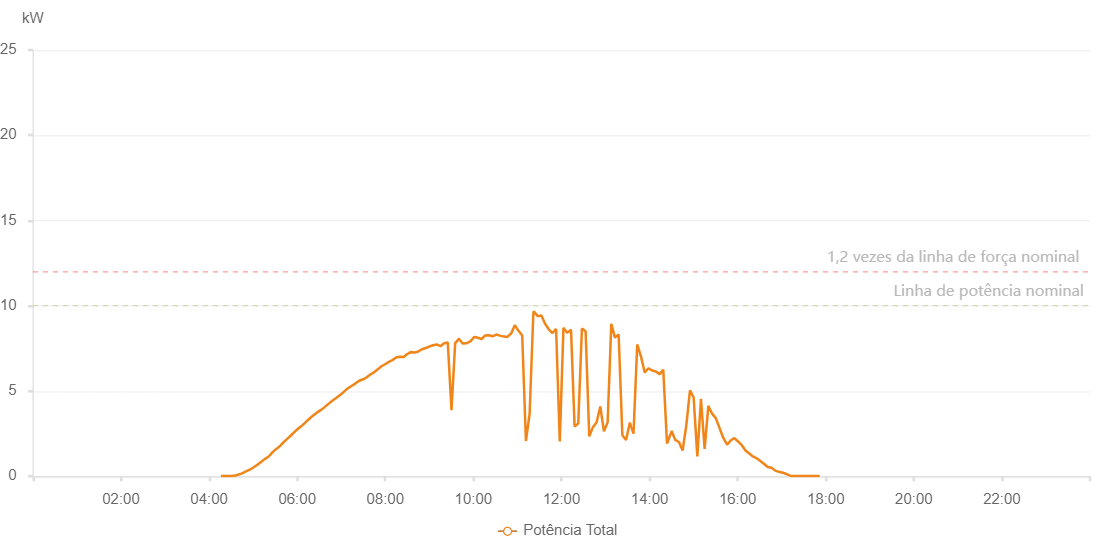 kW
25
20
15
1,2 vezes da linha de força nominal
Linha de potência nominal
10
5
0
02:00 04:00 06:00 08:00 10:00 12:00 14:00 16:00 18:00 20:00 22:00
Potência Total